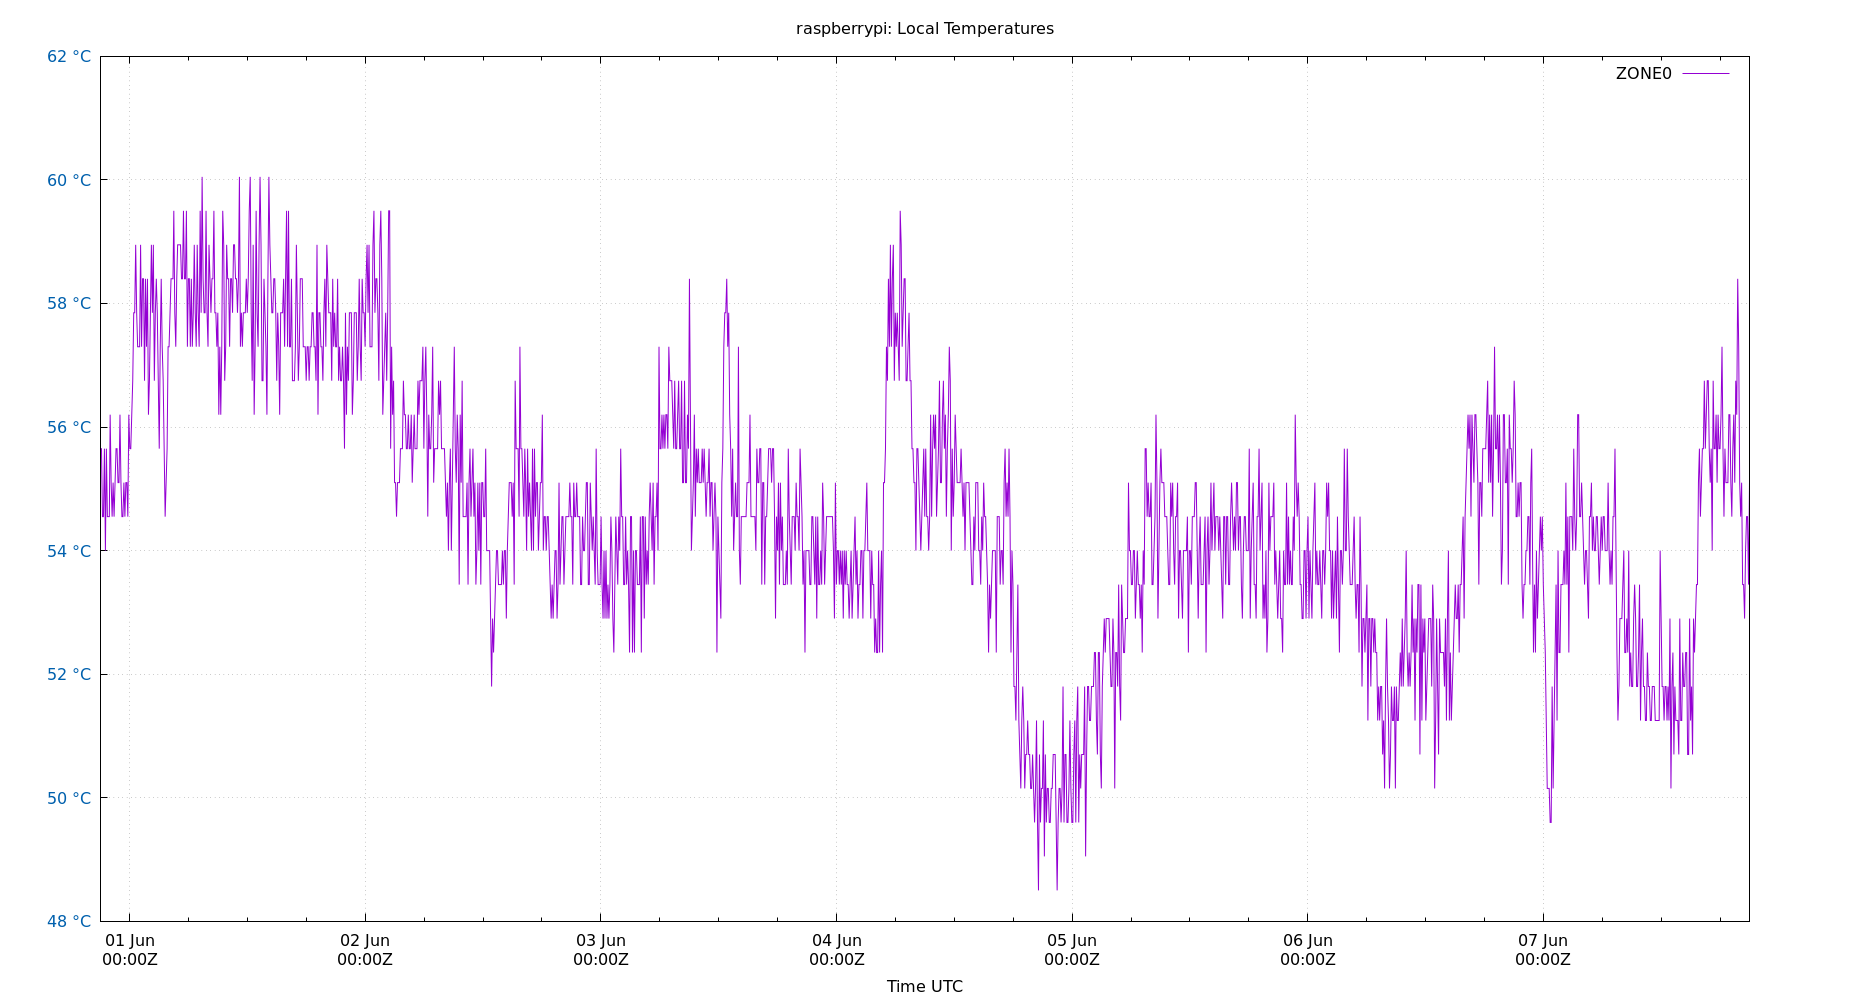 raspberrypi: Local Temperatures
62 °C
ZONE0
60 °C
58 °C
56 °C
54 °C
52 °C
50 °C
48 °C
01 Jun 02 Jun 03 Jun 04 Jun 05 Jun 06 Jun 07 Jun
00:00Z 00:00Z 00:00Z 00:00Z 00:00Z 00:00Z 00:00Z
Time UTC